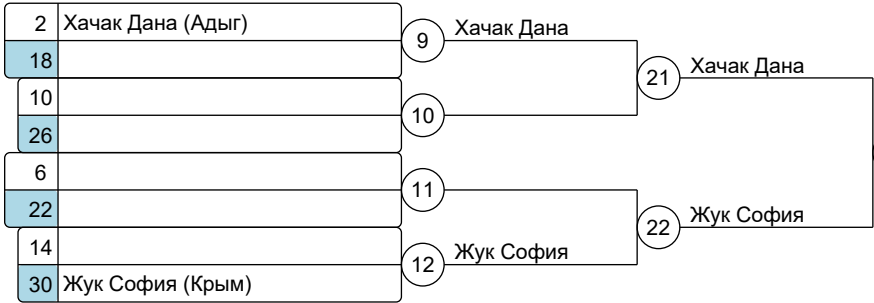 2 Хачак Дана (Адыг)
18
10
26
6
22
14
30 Жук София (Крым)
9 Хачак Дана
10
11
12 Жук София
21 Хачак Дана
22 Жук София